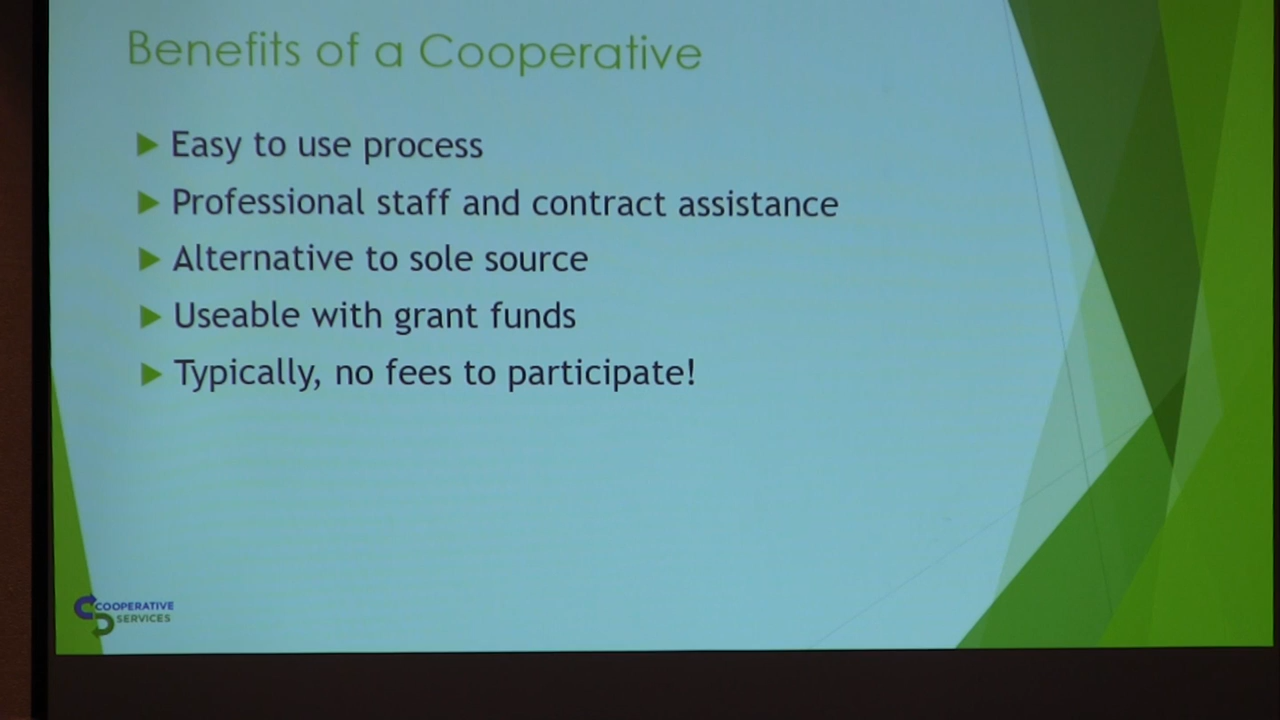 Benefits of a Cooperative
Easy to use process
Professional staff and contract assistance
Alternative to sole source
Useable with grant funds
Typically, no fees to participate!
COOPERATIVE
SERVICES